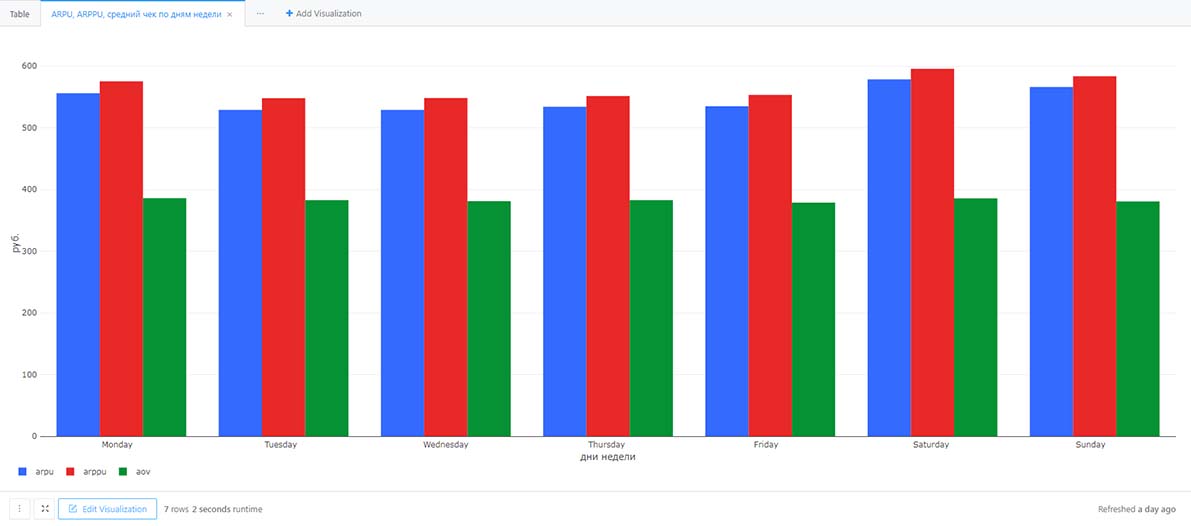 Table ARPU, ARPPU, средний чек по дням недели × ··· + Add Visualization
600
500
400
300
200
100
0
руб.
Monday Tuesday Wednesday Thursday Friday Saturday Sunday
дни недели
arpu arppu aov
Edit Visualization 7 rows 2 seconds runtime Refreshed a day ago